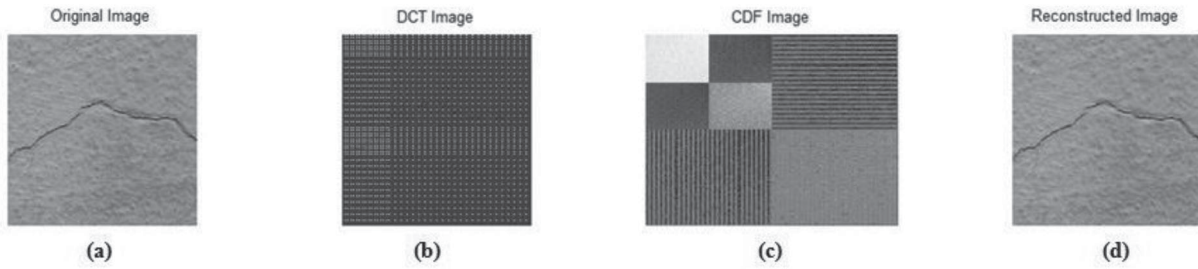 Original Image
DCT Image
CDF Image
Reconstructed Image
(a)
(b)
(c)
(d)